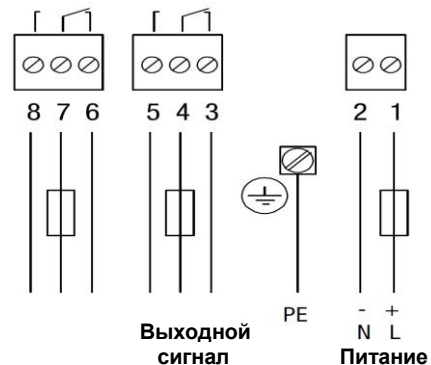 8 7 6 5 4 3 2 1
PE
- +
N L
Выходной
сигнал
Питание